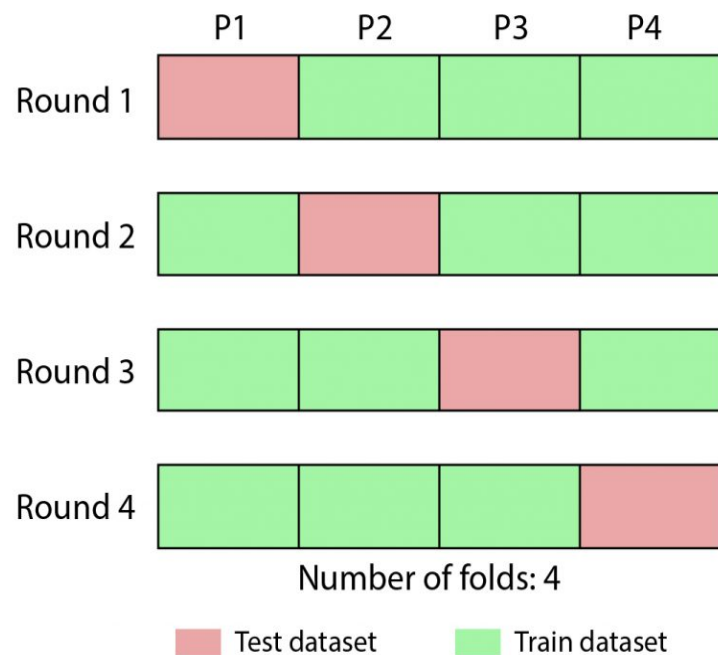 P1 P2 P3 P4
Round 1
Round 2
Round 3
Round 4
Number of folds: 4
Test dataset Train dataset